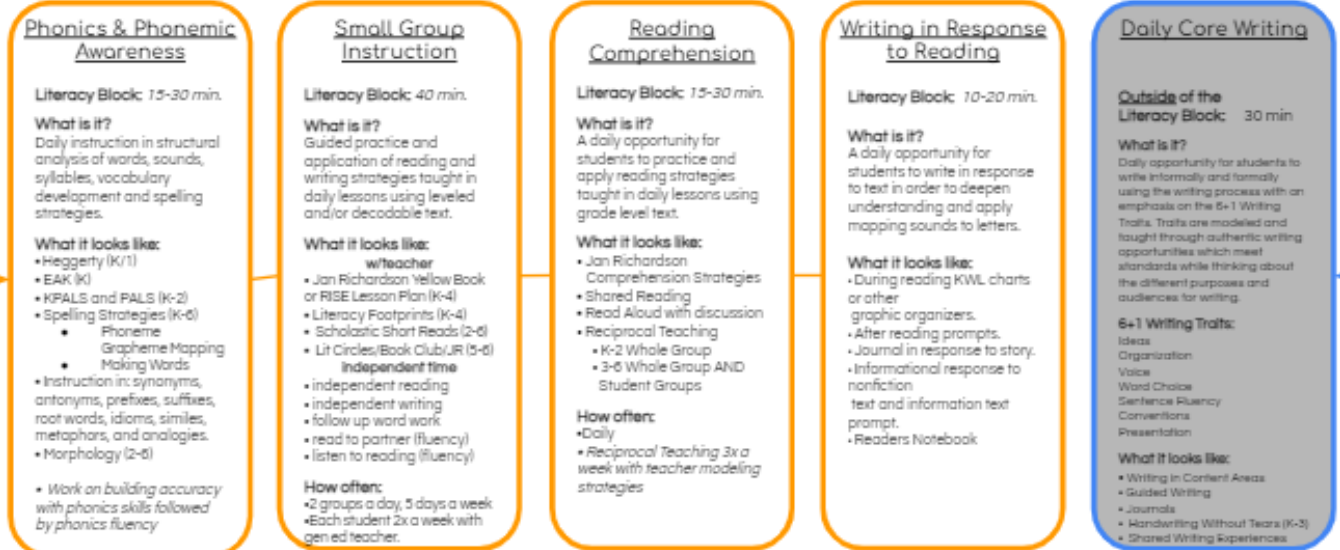 Phonics & Phonemic
Awareness
Literacy Block: 15-30 min.
What is it?
Daily instruction in structural
analysis of words, sounds,
syllables, vocabulary
development and spelling
strategies.
What it looks like:
• Heggerty (K/1)
• EAK (K)
• KPALS and PALS (K-2)
• Spelling Strategies (K-6)
● Phoneme
Grapheme Mapping
● Making Words
• Instruction in: synonyms,
antonyms, prefixes, suffixes,
root words, idioms, similes,
metaphors, and analogies.
• Morphology (2-6)
• Work on building accuracy
with phonics skills followed
by phonics fluency
Small Group
Instruction
Literacy Block: 40 min.
What is it?
Guided practice and
application of reading and
writing strategies taught in
daily lessons using leveled
and/or decodable text.
What it looks like:
w/teacher
• Jan Richardson Yellow Book
or RISE Lesson Plan (K-4)
• Literacy Footprints (K-4)
• Scholastic Short Reads (2-6)
• Lit Circles/Book Club/JR (5-6)
Independent time
• independent reading
• independent writing
• follow up word work
• read to partner (fluency)
• listen to reading (fluency)
How often:
•2 groups a day, 5 days a week
•Each student 2x a week with
gen ed teacher.
Reading
Comprehension
Literacy Block: 15-30 min.
What is it?
A daily opportunity for
students to practice and
apply reading strategies
taught in daily lessons using
grade level text.
What it looks like:
• Jan Richardson
Comprehension Strategies
• Shared Reading
• Read Aloud with discussion
• Reciprocal Teaching
• K-2 Whole Group
• 3-6 Whole Group AND
Student Groups
How often:
•Daily
• Reciprocal Teaching 3x a
week with teacher modeling
strategies
Writing in Response
to Reading
Literacy Block: 10-20 min.
What is it?
A daily opportunity for
students to write in response
to text in order to deepen
understanding and apply
mapping sounds to letters.
What it looks like:
• During reading KWL charts
or other
graphic organizers.
• After reading prompts.
• Journal in response to story.
• Informational response to
nonfiction
text and information text
prompt.
• Readers Notebook
Daily Core Writing
Outside of the
Literacy Block: 30 min
What is it?
Daily opportunity for students to
write informally and formally
using the writing process with an
emphasis on the 6+1 Writing
Traits. Traits are modeled and
taught through authentic writing
opportunities which meet
standards while thinking about
the different purposes and
audiences for writing.
6+1 Writing Traits:
Ideas
Organization
Voice
Word Choice
Sentence Fluency
Conventions
Presentation
What it looks like:
• Writing in Content Areas
• Guided Writing
• Journals
• Handwriting Without Tears (K-3)
• Shared Writing Experiences